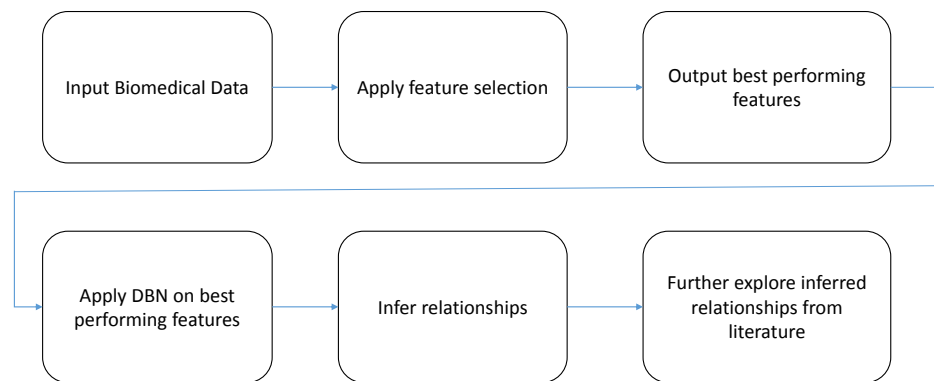 Input Biomedical Data
Apply feature selection
Output best performing
features
Apply DBN on best
performing features
Infer relationships
Further explore inferred
relationships from
literature